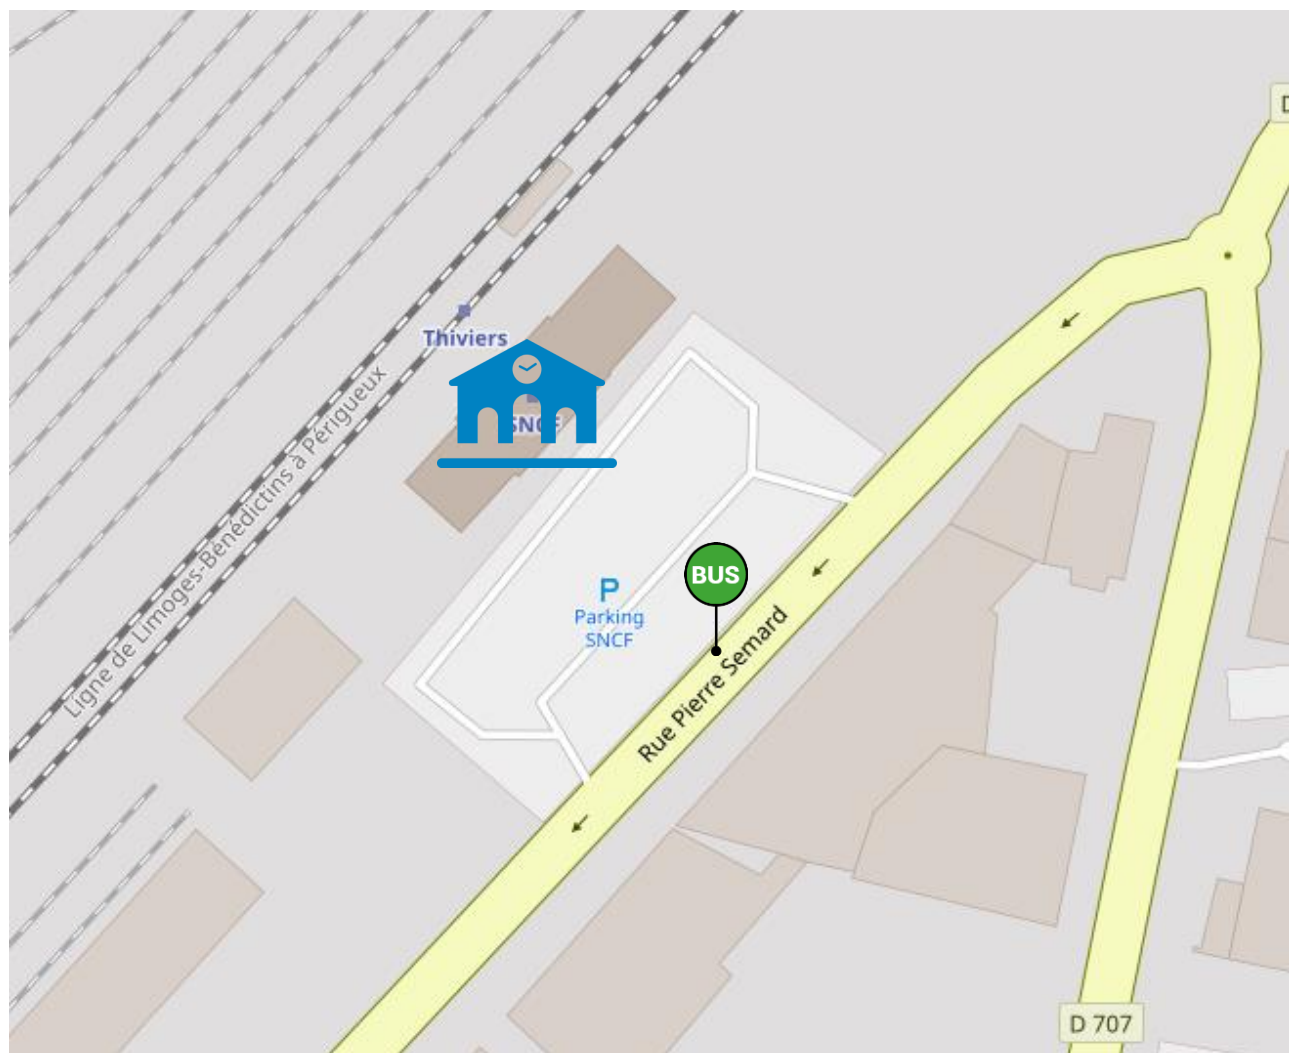 D
Thiviers
SNCF
Ligne de Limoges-Bénédictins à Périgueux
BUS
P
Parking
SNCF
Rue Pierre Semard
D 707